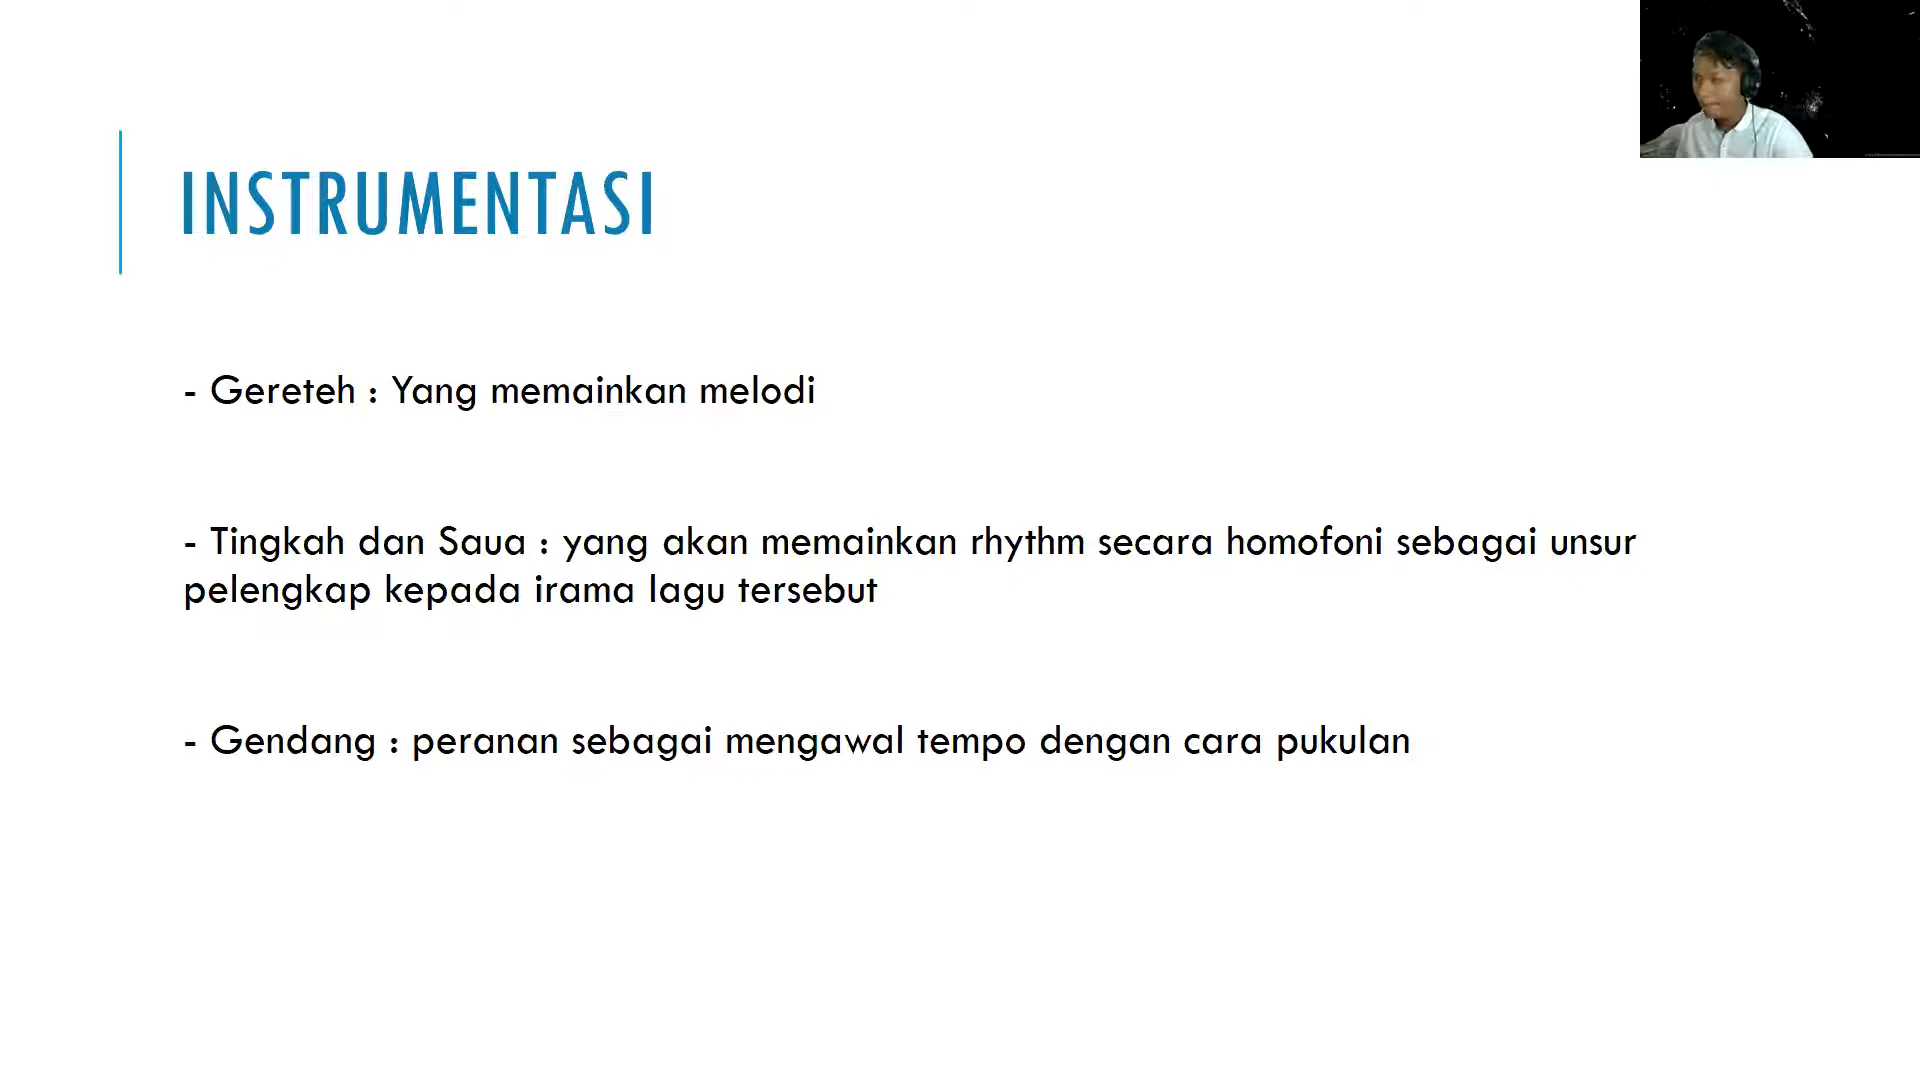 INSTRUMENTASI
- Gereteh : Yang memainkan melodi
- Tingkah dan Saua : yang akan memainkan rhythm secara homofoni sebagai unsur
pelengkap kepada irama lagu tersebut
- Gendang : peranan sebagai mengawal tempo dengan cara pukulan